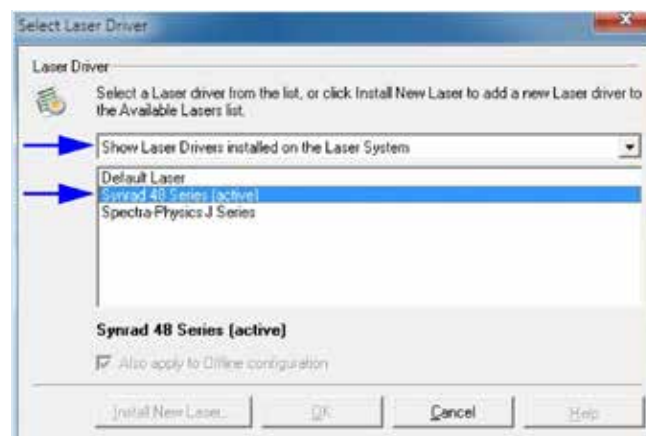 Select Laser Driver
Laser Driver
Select a Laser driver from the list, or click Install New Laser to add a new Laser driver to
the Available Lasers list.
Show Laser Drivers installed on the Laser System
Default Laser
Synrad 48 Series (active)
Spectra-Physics J Series
Synrad 48 Series (active)
Also apply to Offline configuration
Install New Laser...
OK
Cancel
Help